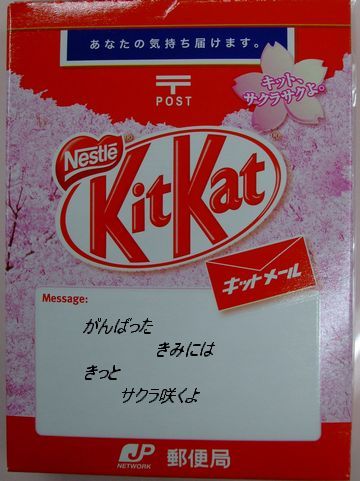 あなたの気持ち届けます。
〒
POST
キット、
サクラサクよ。
Nestlé
KitKat
キットメール
Message:
がんばった
きみには
きっと
サクラ咲くよ
JP
NETWORK
郵便局